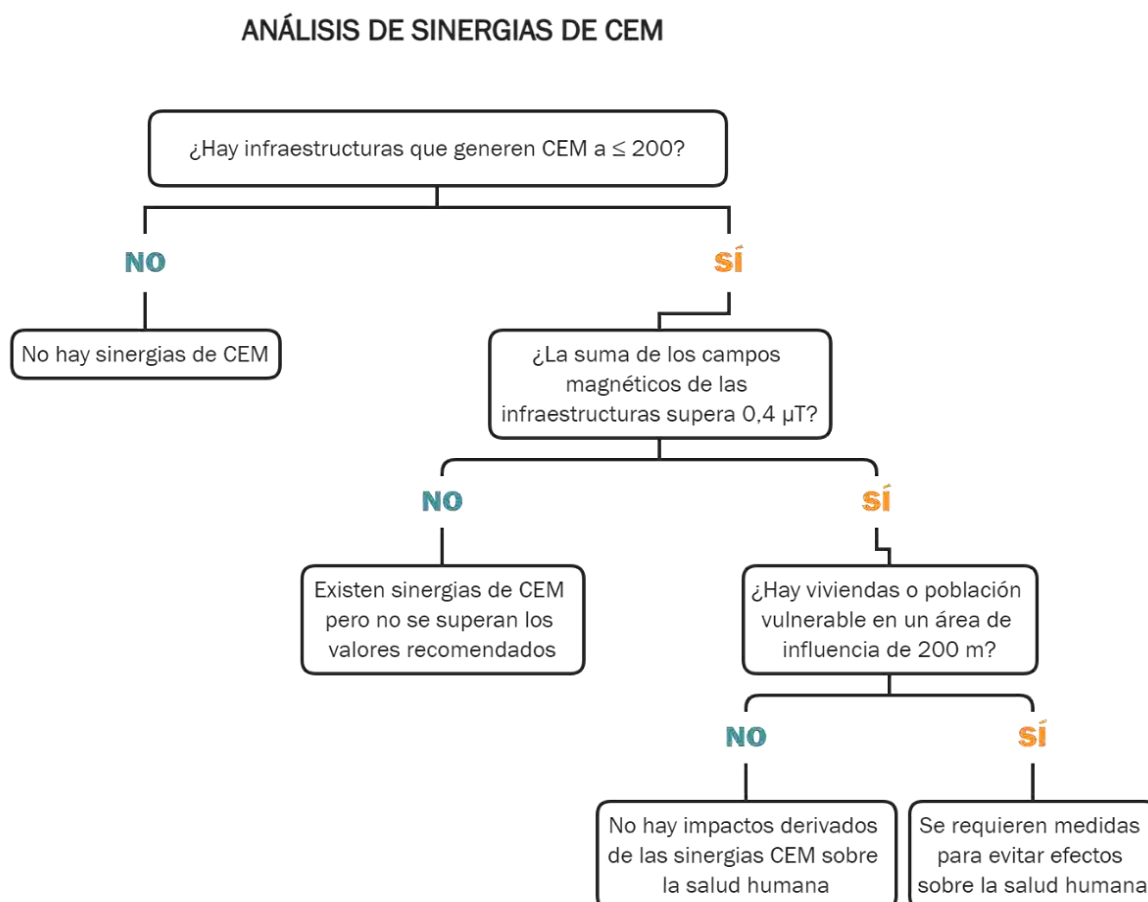 ANÁLISIS DE SINERGIAS DE CEM
¿Hay infraestructuras que generen CEM a ≤ 200?
NO
SÍ
No hay sinergias de CEM
¿La suma de los campos
magnéticos de las
infraestructuras supera 0,4 µT?
NO
SÍ
Existen sinergias de CEM
pero no se superan los
valores recomendados
¿Hay viviendas o población
vulnerable en un área de
influencia de 200 m?
NO
SÍ
No hay impactos derivados
de las sinergias CEM sobre
la salud humana
Se requieren medidas
para evitar efectos
sobre la salud humana